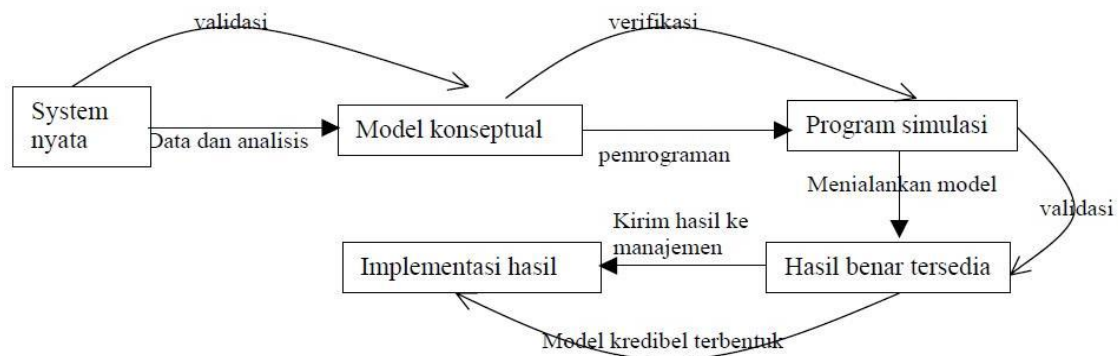 validasi
verifikasi
System
nyata
Data dan analisis
Model konseptual
pemrograman
Program simulasi
Menjalankan model
validasi
Kirim hasil ke
manajemen
Implementasi hasil
Hasil benar tersedia
Model kredibel terbentuk